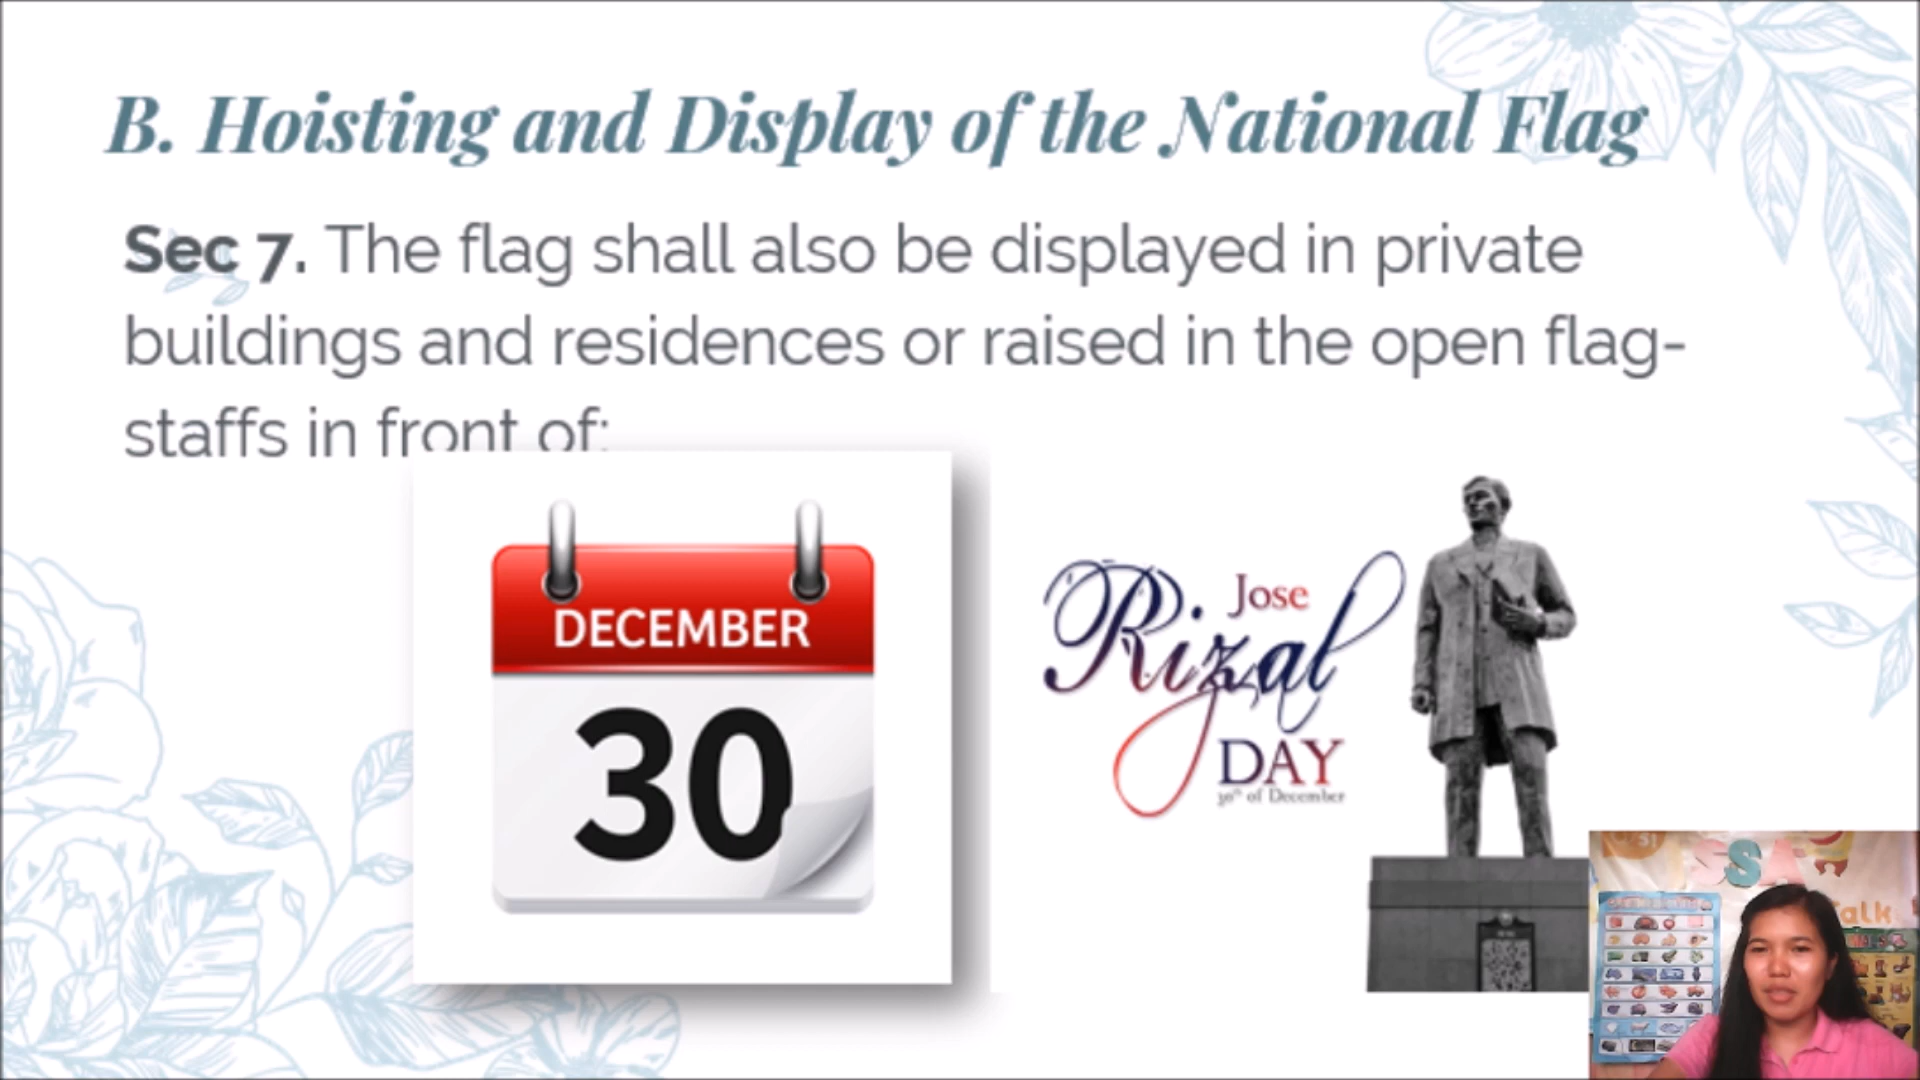 B. Hoisting and Display of the National Flag
Sec 7. The flag shall also be displayed in private
buildings and residences or raised in the open flag-
staffs in front of:
DECEMBER
30
Jose
Rizal
DAY
30th of December
SSA
Talk